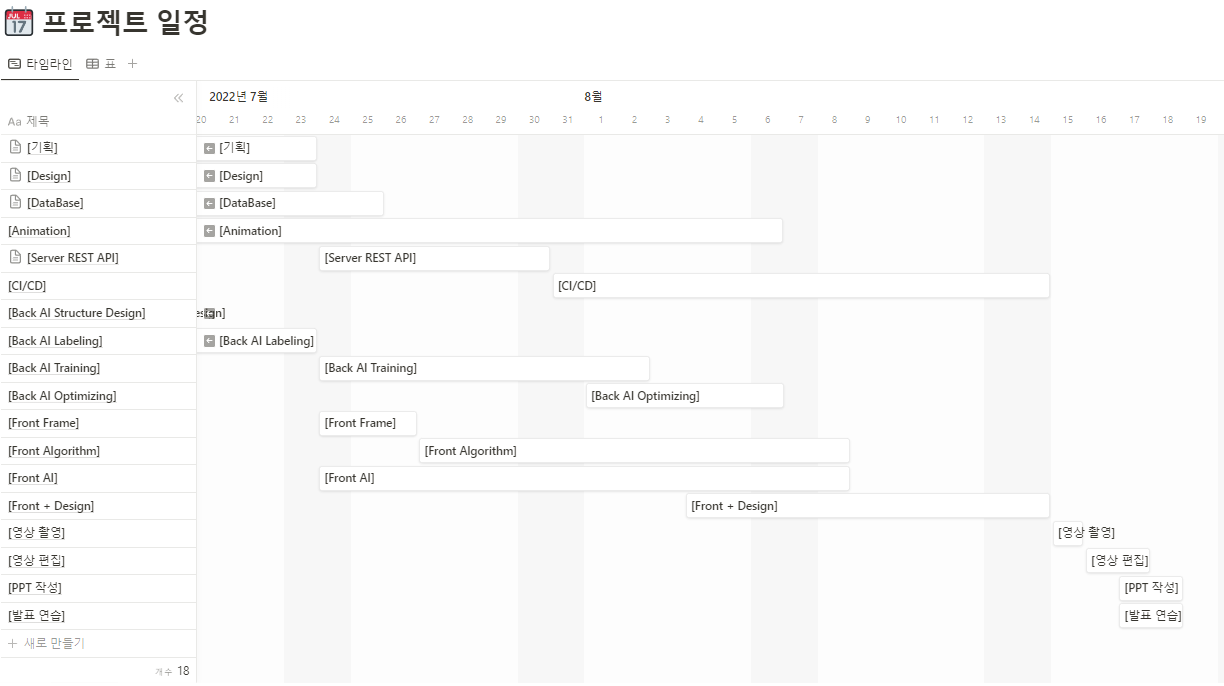 JUL
17
프로젝트 일정
타임라인
표
2022년 7월 8월
Aa 제목
20 21 22 23 24 25 26 27 28 29 30 31 1 2 3 4 5 6 7 8 9 10 11 12 13 14 15 16 17 18 19
[기획] [기획]
[Design] [Design]
[DataBase] [DataBase]
[Animation] [Animation]
[Server REST API] [Server REST API]
[CI/CD] [CI/CD]
[Back AI Structure Design]
[Back AI Labeling] [Back AI Labeling]
[Back AI Training] [Back AI Training]
[Back AI Optimizing] [Back AI Optimizing]
[Front Frame] [Front Frame]
[Front Algorithm] [Front Algorithm]
[Front AI] [Front AI]
[Front + Design] [Front + Design]
[영상 촬영] [영상 촬영]
[영상 편집] [영상 편집]
[PPT 작성] [PPT 작성]
[발표 연습] [발표 연습]
+ 새로 만들기
개수 18